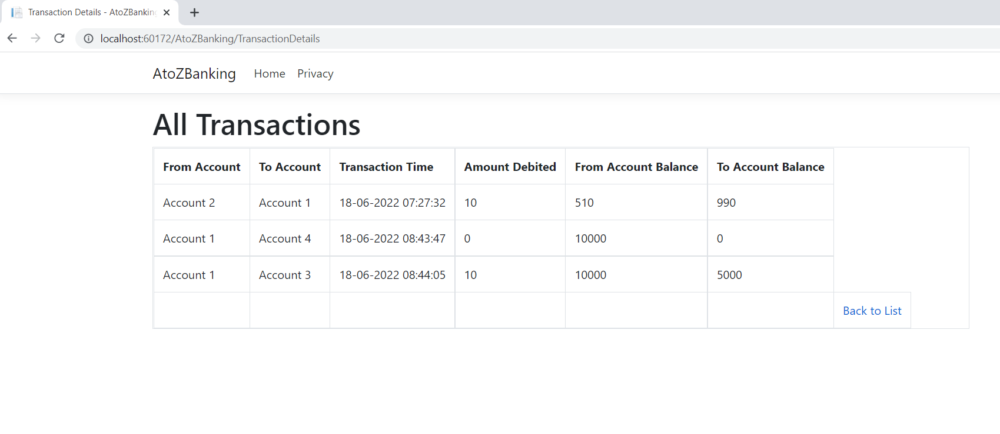 Transaction Details - AtoZBanking
localhost:60172/AtoZBanking/TransactionDetails
AtoZBanking Home Privacy
All Transactions
From Account To Account Transaction Time Amount Debited From Account Balance To Account Balance
Account 2 Account 1 18-06-2022 07:27:32 10 510 990
Account 1 Account 4 18-06-2022 08:43:47 0 10000 0
Account 1 Account 3 18-06-2022 08:44:05 10 10000 5000
Back to List